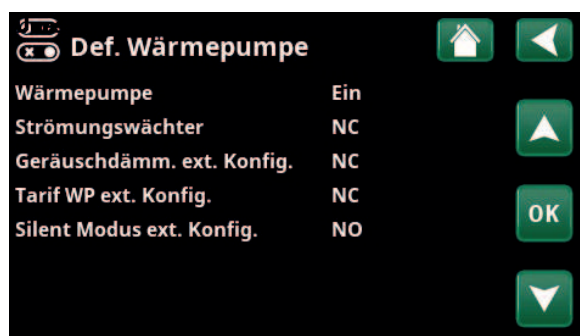 Def. Wärmepumpe
Wärmepumpe Ein
Strömungswächter NC
Geräuschdämm. ext. Konfig. NC
Tarif WP ext. Konfig. NC
OK
Silent Modus ext. Konfig. NO